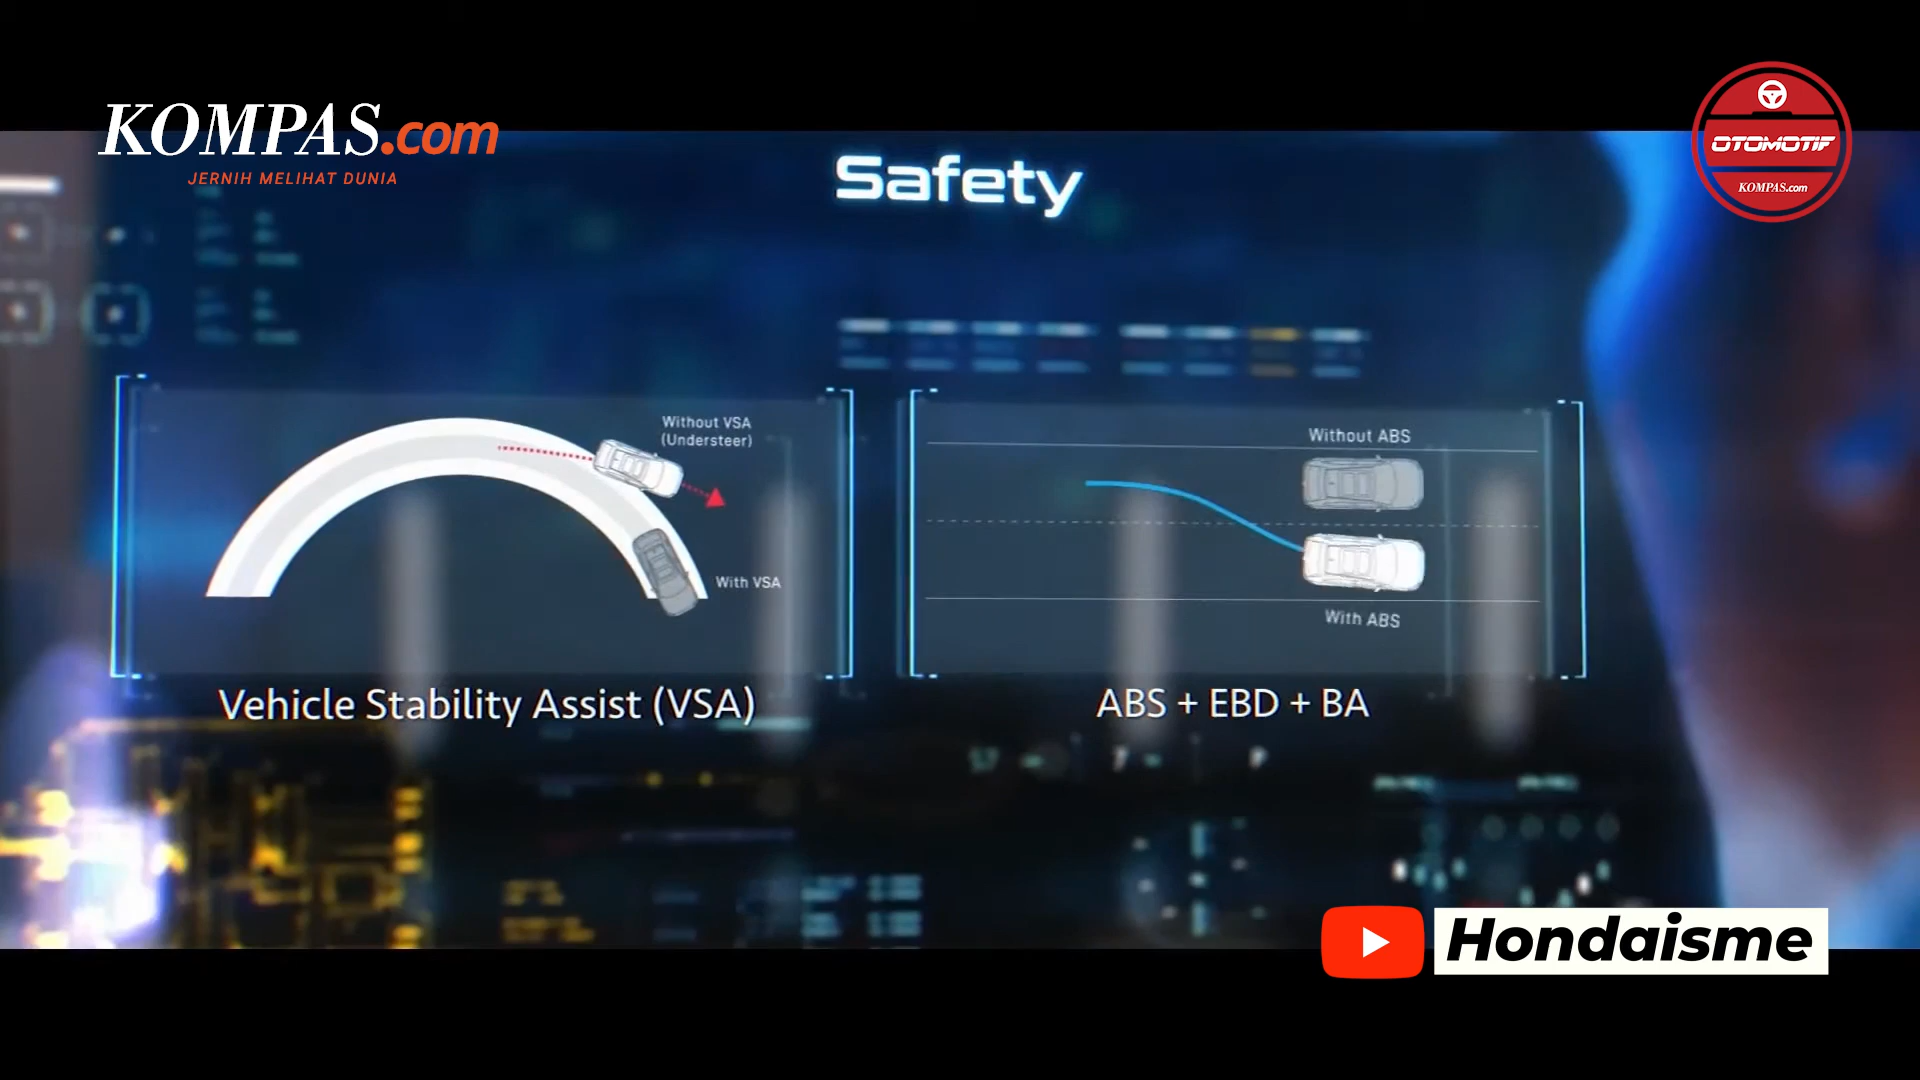 KOMPAS.com
JERNIH MELIHAT DUNIA
OTOMOTIF
KOMPAS.com
Safety
Without VSA
(Understeer)
With VSA
Vehicle Stability Assist (VSA)
Without ABS
With ABS
ABS + EBD + BA
Hondaisme